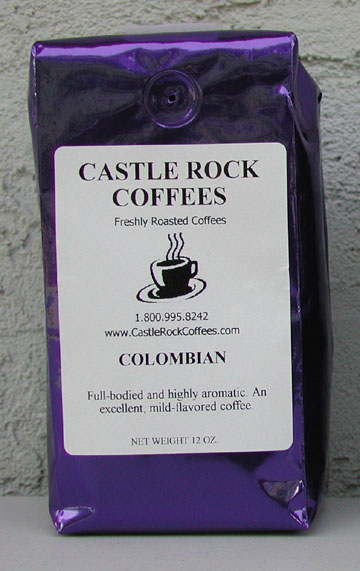 CASTLE ROCK
COFFEES
Freshly Roasted Coffees
1.800.995.8242
www.CastleRockCoffees.com
COLOMBIAN
Full-bodied and highly aromatic. An
excellent, mild-flavored coffee.
NET WEIGHT 12 OZ.